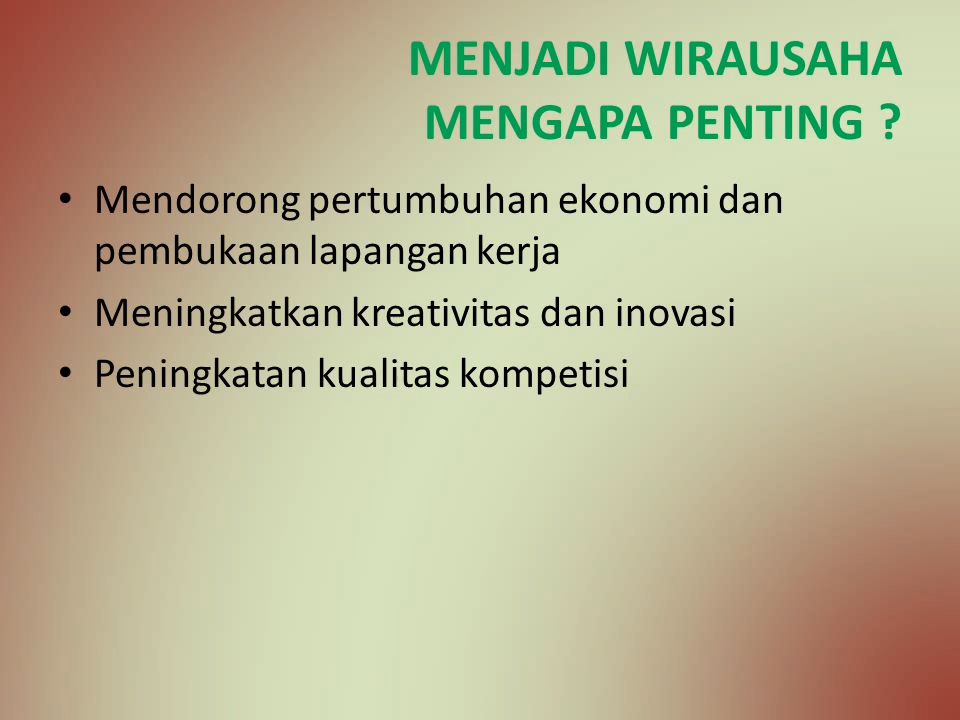 MENJADI WIRAUSAHA
MENGAPA PENTING ?
• Mendorong pertumbuhan ekonomi dan
pembukaan lapangan kerja
• Meningkatkan kreativitas dan inovasi
• Peningkatan kualitas kompetisi